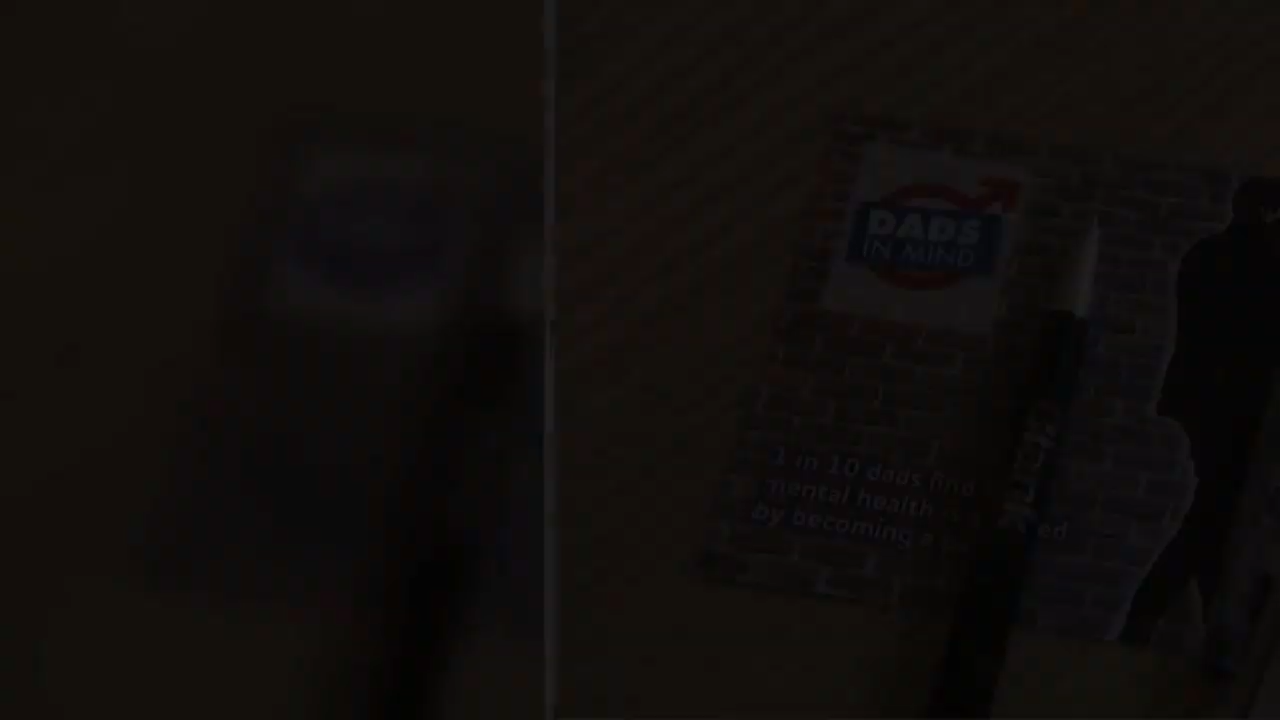 DADS
IN MIND
1 in 10 dads find
mental health
by becoming a